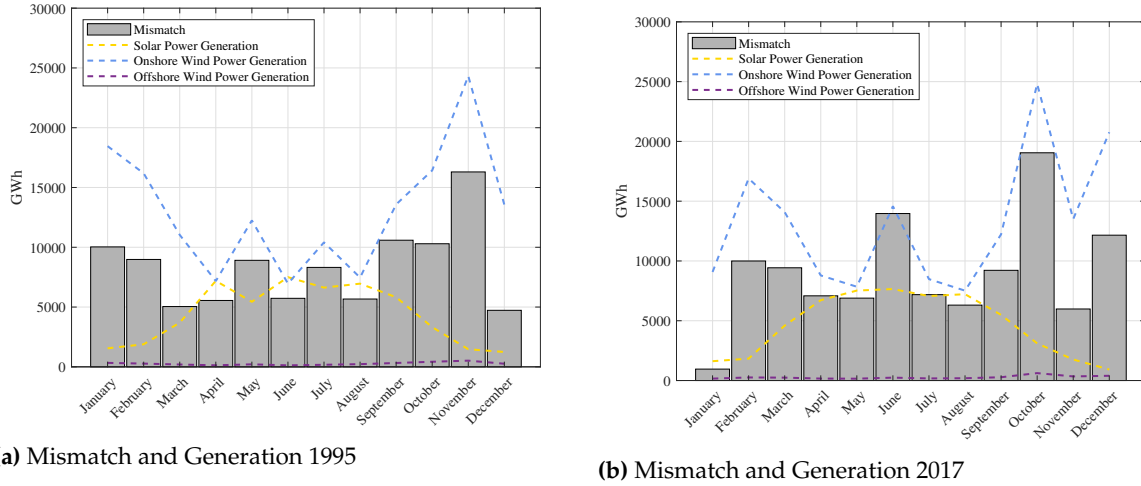 30000
25000
20000
15000
10000
5000
0
GWh
Mismatch
Solar Power Generation
Onshore Wind Power Generation
Offshore Wind Power Generation
January
February
March
April
May
June
July
August
September
October
November
December
(a) Mismatch and Generation 1995
30000
25000
20000
15000
10000
5000
0
GWh
Mismatch
Solar Power Generation
Onshore Wind Power Generation
Offshore Wind Power Generation
January
February
March
April
May
June
July
August
September
October
November
December
(b) Mismatch and Generation 2017